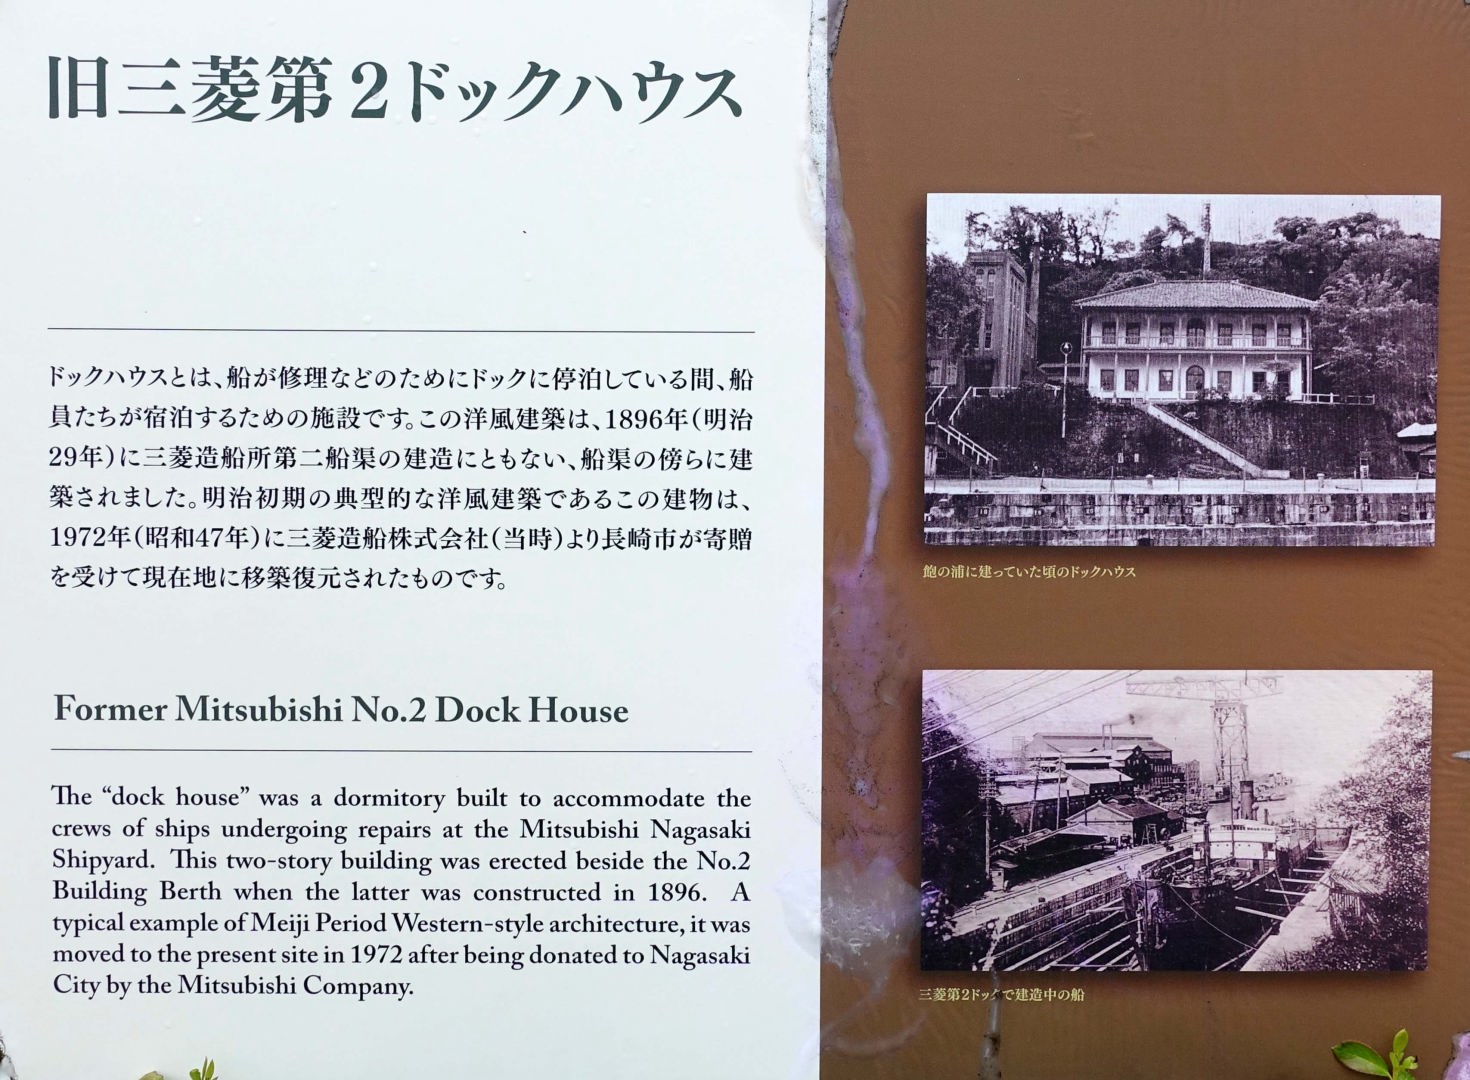 旧三菱第2ドックハウス
ドックハウスとは、船が修理などのためにドックに停泊している間、船
員たちが宿泊するための施設です。この洋風建築は、1896年(明治
29年)に三菱造船所第二船渠の建造にともない、船渠の傍らに建
築されました。明治初期の典型的な洋風建築であるこの建物は、
1972年(昭和47年)に三菱造船株式会社(当時)より長崎市が寄贈
を受けて現在地に移築復元されたものです。
Former Mitsubishi No.2 Dock House
The “dock house” was a dormitory built to accommodate the
crews of ships undergoing repairs at the Mitsubishi Nagasaki
Shipyard. This two-story building was erected beside the No.2
Building Berth when the latter was constructed in 1896. A
typical example of Meiji Period Western-style architecture, it was
moved to the present site in 1972 after being donated to Nagasaki
City by the Mitsubishi Company.
飽の浦に建っていた頃のドックハウス
三菱第2ドックで建造中の船